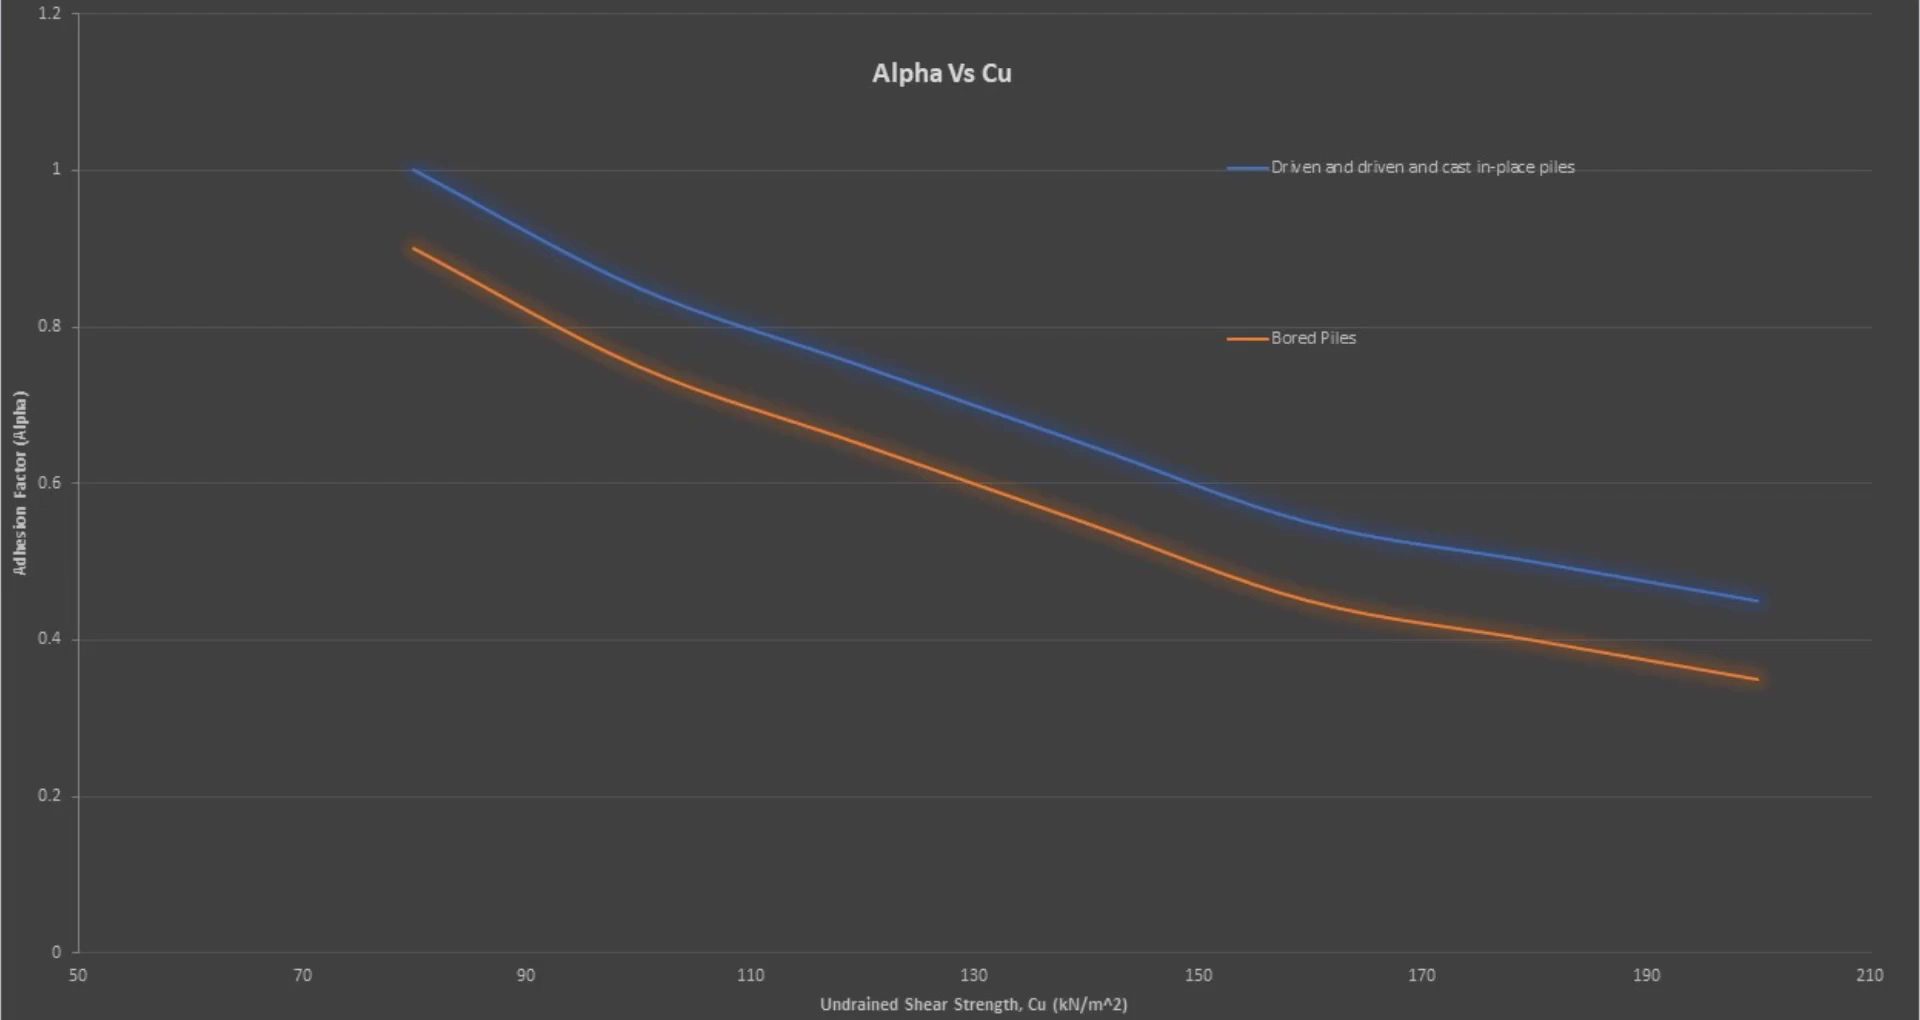 Alpha Vs Cu
1.2
1
0.8
0.6
0.4
0.2
0
Adhesion Factor (Alpha)
Driven and driven and cast in-place piles
Bored Piles
50 70 90 110 130 150 170 190 210
Undrained Shear Strength, Cu (kN/m^2)